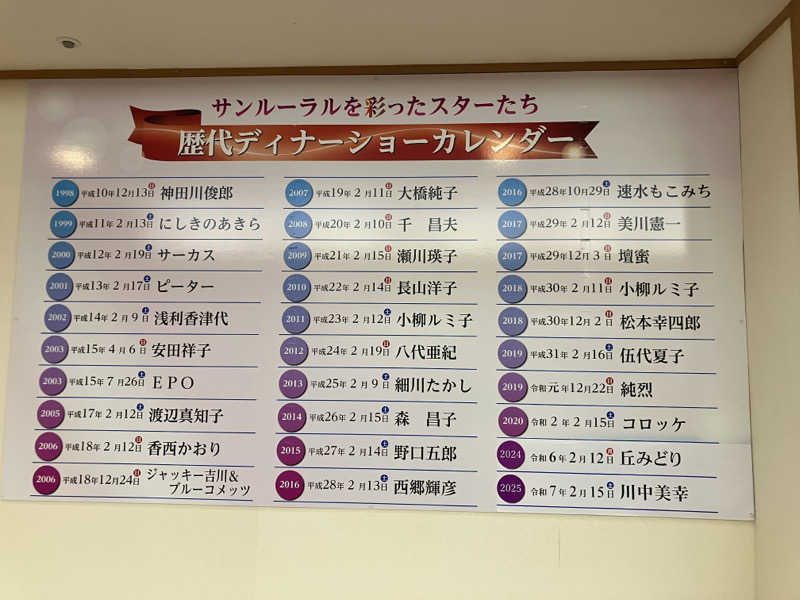 サンルーラルを彩ったスターたち
歴代ディナーショーカレンダー
1998 平成10年12月13日 神田川俊郎
1999 平成11年2月13日 にしきのあきら
2000 平成12年2月19日 サーカス
2001 平成13年2月17日 ピーター
2002 平成14年2月9日 浅利香津代
2003 平成15年4月6日 安田祥子
2003 平成15年7月26日 EPO
2005 平成17年2月12日 渡辺真知子
2006 平成18年2月12日 香西かおり
2006 平成18年12月24日 ジャッキー吉川&
ブルーコメッツ
2007 平成19年2月11日 大橋純子
2008 平成20年2月10日 千 昌夫
2009 平成21年2月15日 瀬川瑛子
2010 平成22年2月14日 長山洋子
2011 平成23年2月12日 小柳ルミ子
2012 平成24年2月19日 八代亜紀
2013 平成25年2月9日 細川たかし
2014 平成26年2月15日 森 昌子
2015 平成27年2月14日 野口五郎
2016 平成28年2月13日 西郷輝彦
2016 平成28年10月29日 速水もこみち
2017 平成29年2月12日 美川憲一
2017 平成29年12月3日 壇蜜
2018 平成30年2月11日 小柳ルミ子
2018 平成30年12月2日 松本幸四郎
2019 平成31年2月16日 伍代夏子
2019 令和元年12月22日 純烈
2020 令和2年2月15日 コロッケ
2024 令和6年2月12日 丘みどり
2025 令和7年2月15日 川中美幸